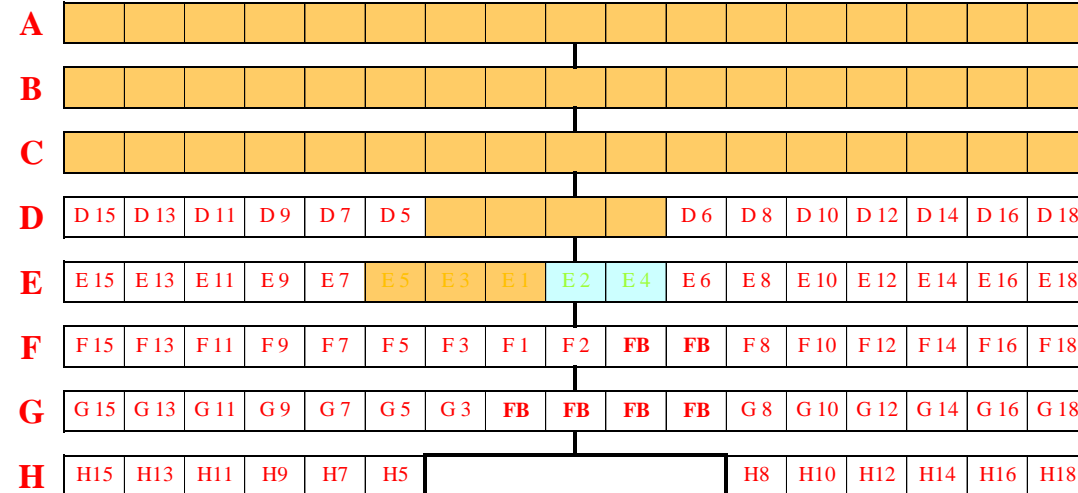 A
B
C
D D 15 D 13 D 11 D 9 D 7 D 5 D 6 D 8 D 10 D 12 D 14 D 16 D 18
E E 15 E 13 E 11 E 9 E 7 E 5 E 3 E 1 E 2 E 4 E 6 E 8 E 10 E 12 E 14 E 16 E 18
F F 15 F 13 F 11 F 9 F 7 F 5 F 3 F 1 F 2 FB FB F 8 F 10 F 12 F 14 F 16 F 18
G G 15 G 13 G 11 G 9 G 7 G 5 G 3 FB FB FB FB G 8 G 10 G 12 G 14 G 16 G 18
H H15 H13 H11 H9 H7 H5 H8 H10 H12 H14 H16 H18